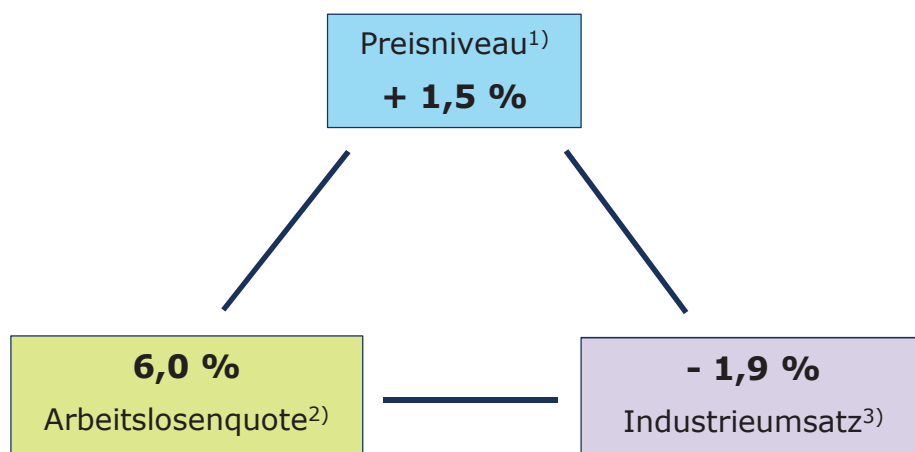 Preisniveau1)
+ 1,5 %
6,0 %
Arbeitslosenquote2)
- 1,9 %
Industrieumsatz3)